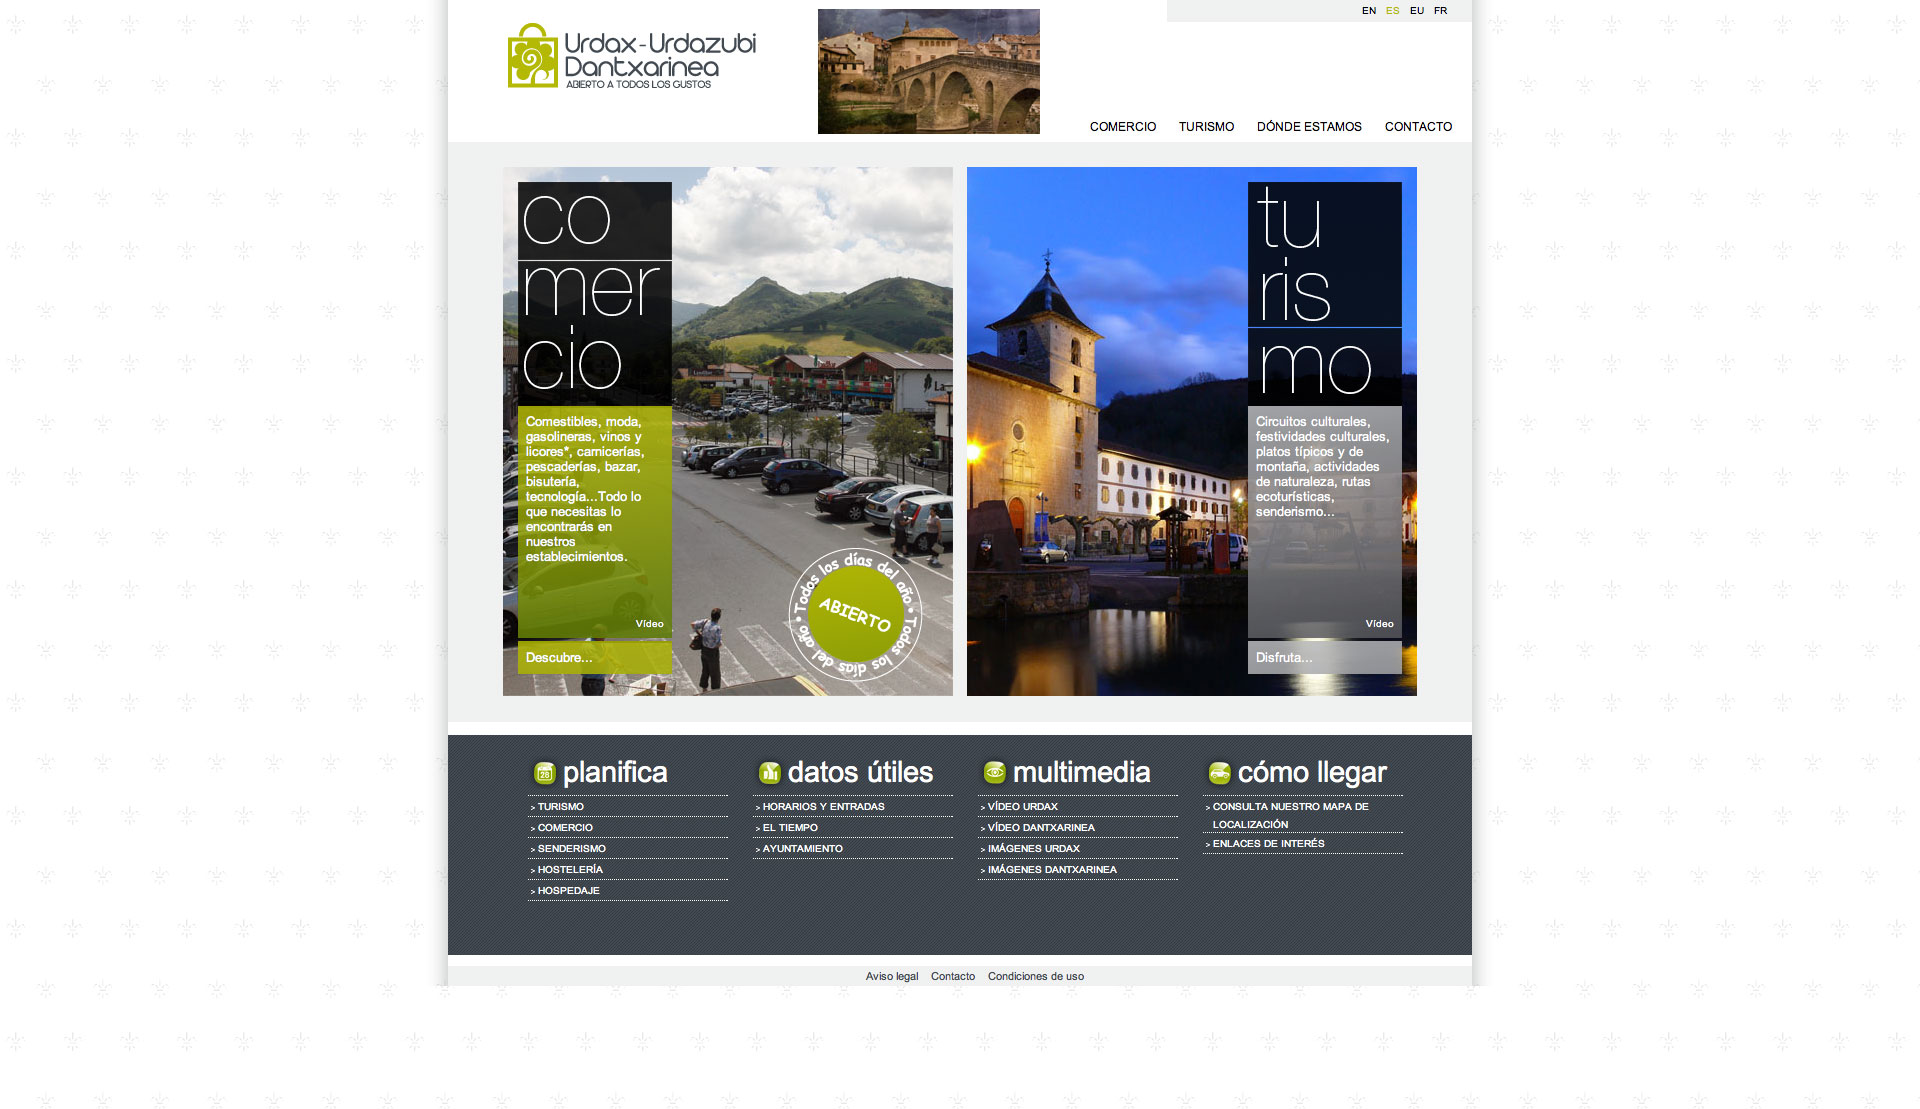 EN ES EU FR
Urdax-Urdazubi
Dantxarinea
ABIERTO A TODOS LOS GUSTOS
COMERCIO TURISMO DÓNDE ESTAMOS CONTACTO
co
mer
cio
Comestibles, moda,
gasolineras, vinos y
licores*, carnicerías,
pescaderías, bazar,
bisutería,
tecnología...Todo lo
que necesitas lo
encontrarás en
nuestros
establecimientos.
Vídeo
Descubre...
Todos los días del año • Todos los días del año •
ABIERTO
tu
ris
mo
Circuitos culturales,
festividades culturales,
platos típicos y de
montaña, actividades
de naturaleza, rutas
ecoturísticas,
senderismo...
Vídeo
Disfruta...
planifica
> TURISMO
> COMERCIO
> SENDERISMO
> HOSTELERÍA
> HOSPEDAJE
datos útiles
> HORARIOS Y ENTRADAS
> EL TIEMPO
> AYUNTAMIENTO
multimedia
> VÍDEO URDAX
> VÍDEO DANTXARINEA
> IMÁGENES URDAX
> IMÁGENES DANTXARINEA
cómo llegar
> CONSULTA NUESTRO MAPA DE
LOCALIZACIÓN
> ENLACES DE INTERÉS
Aviso legal Contacto Condiciones de uso